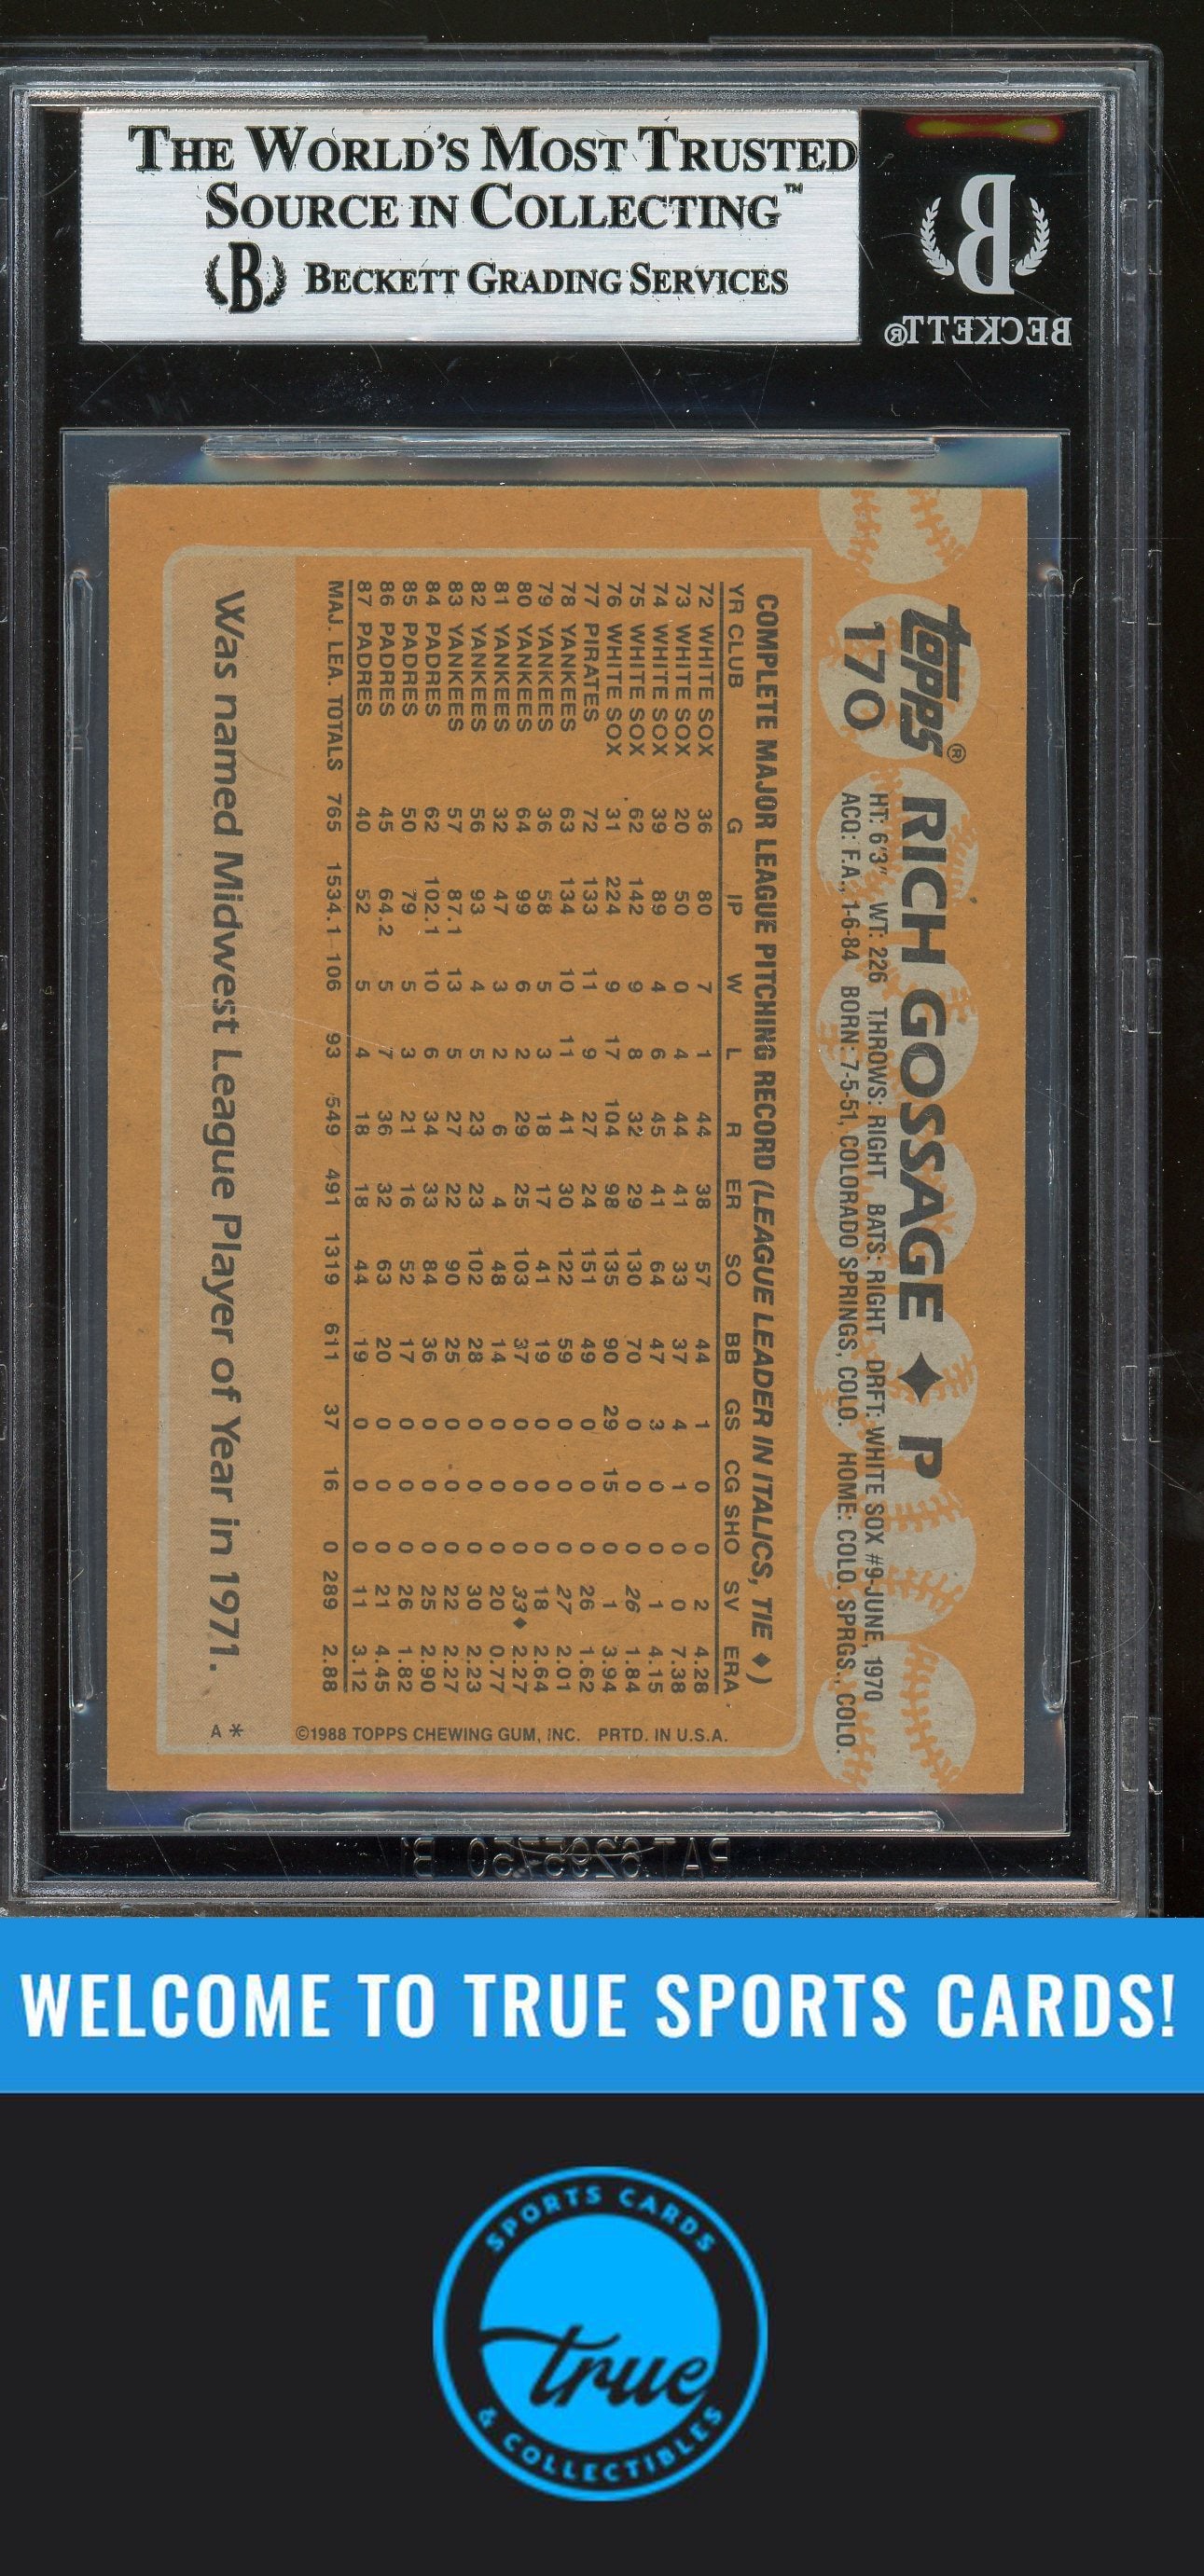 THE WORLD'S MOST TRUSTED
SOURCE IN COLLECTING™
B BECKETT GRADING SERVICES
B
BECKETT®
topps®
170
RICH GOSSAGE ♦ P
HT: 6'3" WT: 226 THROWS: RIGHT BATS: RIGHT DRFT: WHITE SOX #9-JUNE, 1970
ACQ: F.A., 1-6-84 BORN: 7-5-51, COLORADO SPRINGS, COLO. HOME: COLO. SPRGS., COLO.
COMPLETE MAJOR LEAGUE PITCHING RECORD (LEAGUE LEADER IN ITALICS, TIE ♦)
YR CLUB G IP W L R ER SO BB GS CG SHO SV ERA
72 WHITE SOX 36 80 7 1 44 38 57 44 1 0 0 2 4.28
73 WHITE SOX 20 50 0 4 44 41 33 37 4 1 0 0 7.38
74 WHITE SOX 39 89 4 6 45 41 64 47 3 0 0 1 4.15
75 WHITE SOX 62 142 9 8 32 29 130 70 0 0 0 26 1.84
76 WHITE SOX 31 224 9 17 104 98 135 90 29 15 0 1 3.94
77 PIRATES 72 133 11 9 27 24 151 49 0 0 0 26 1.62
78 YANKEES 63 134 10 11 41 30 122 59 0 0 0 27 2.01
79 YANKEES 36 58 5 3 18 17 41 19 0 0 0 18 2.64
80 YANKEES 64 99 6 2 29 25 103 37 0 0 0 33♦ 2.27
81 YANKEES 32 47 3 2 6 4 48 14 0 0 0 20 0.77
82 YANKEES 56 93 4 5 23 23 102 28 0 0 0 30 2.23
83 YANKEES 57 87.1 13 5 27 22 90 25 0 0 0 22 2.27
84 PADRES 62 102.1 10 6 34 33 84 36 0 0 0 25 2.90
85 PADRES 50 79 5 3 21 16 52 17 0 0 0 26 1.82
86 PADRES 45 64.2 5 7 36 32 63 20 0 0 0 21 4.45
87 PADRES 40 52 5 4 18 18 44 19 0 0 0 11 3.12
MAJ. LEA. TOTALS 765 1534.1 106 93 549 491 1319 611 37 16 0 289 2.88
©1988 TOPPS CHEWING GUM, INC. PRTD. IN U.S.A.
Was named Midwest League Player of Year in 1971.
A *
PAT 6295750 B1
WELCOME TO TRUE SPORTS CARDS!
SPORTS CARDS
true
& COLLECTIBLES